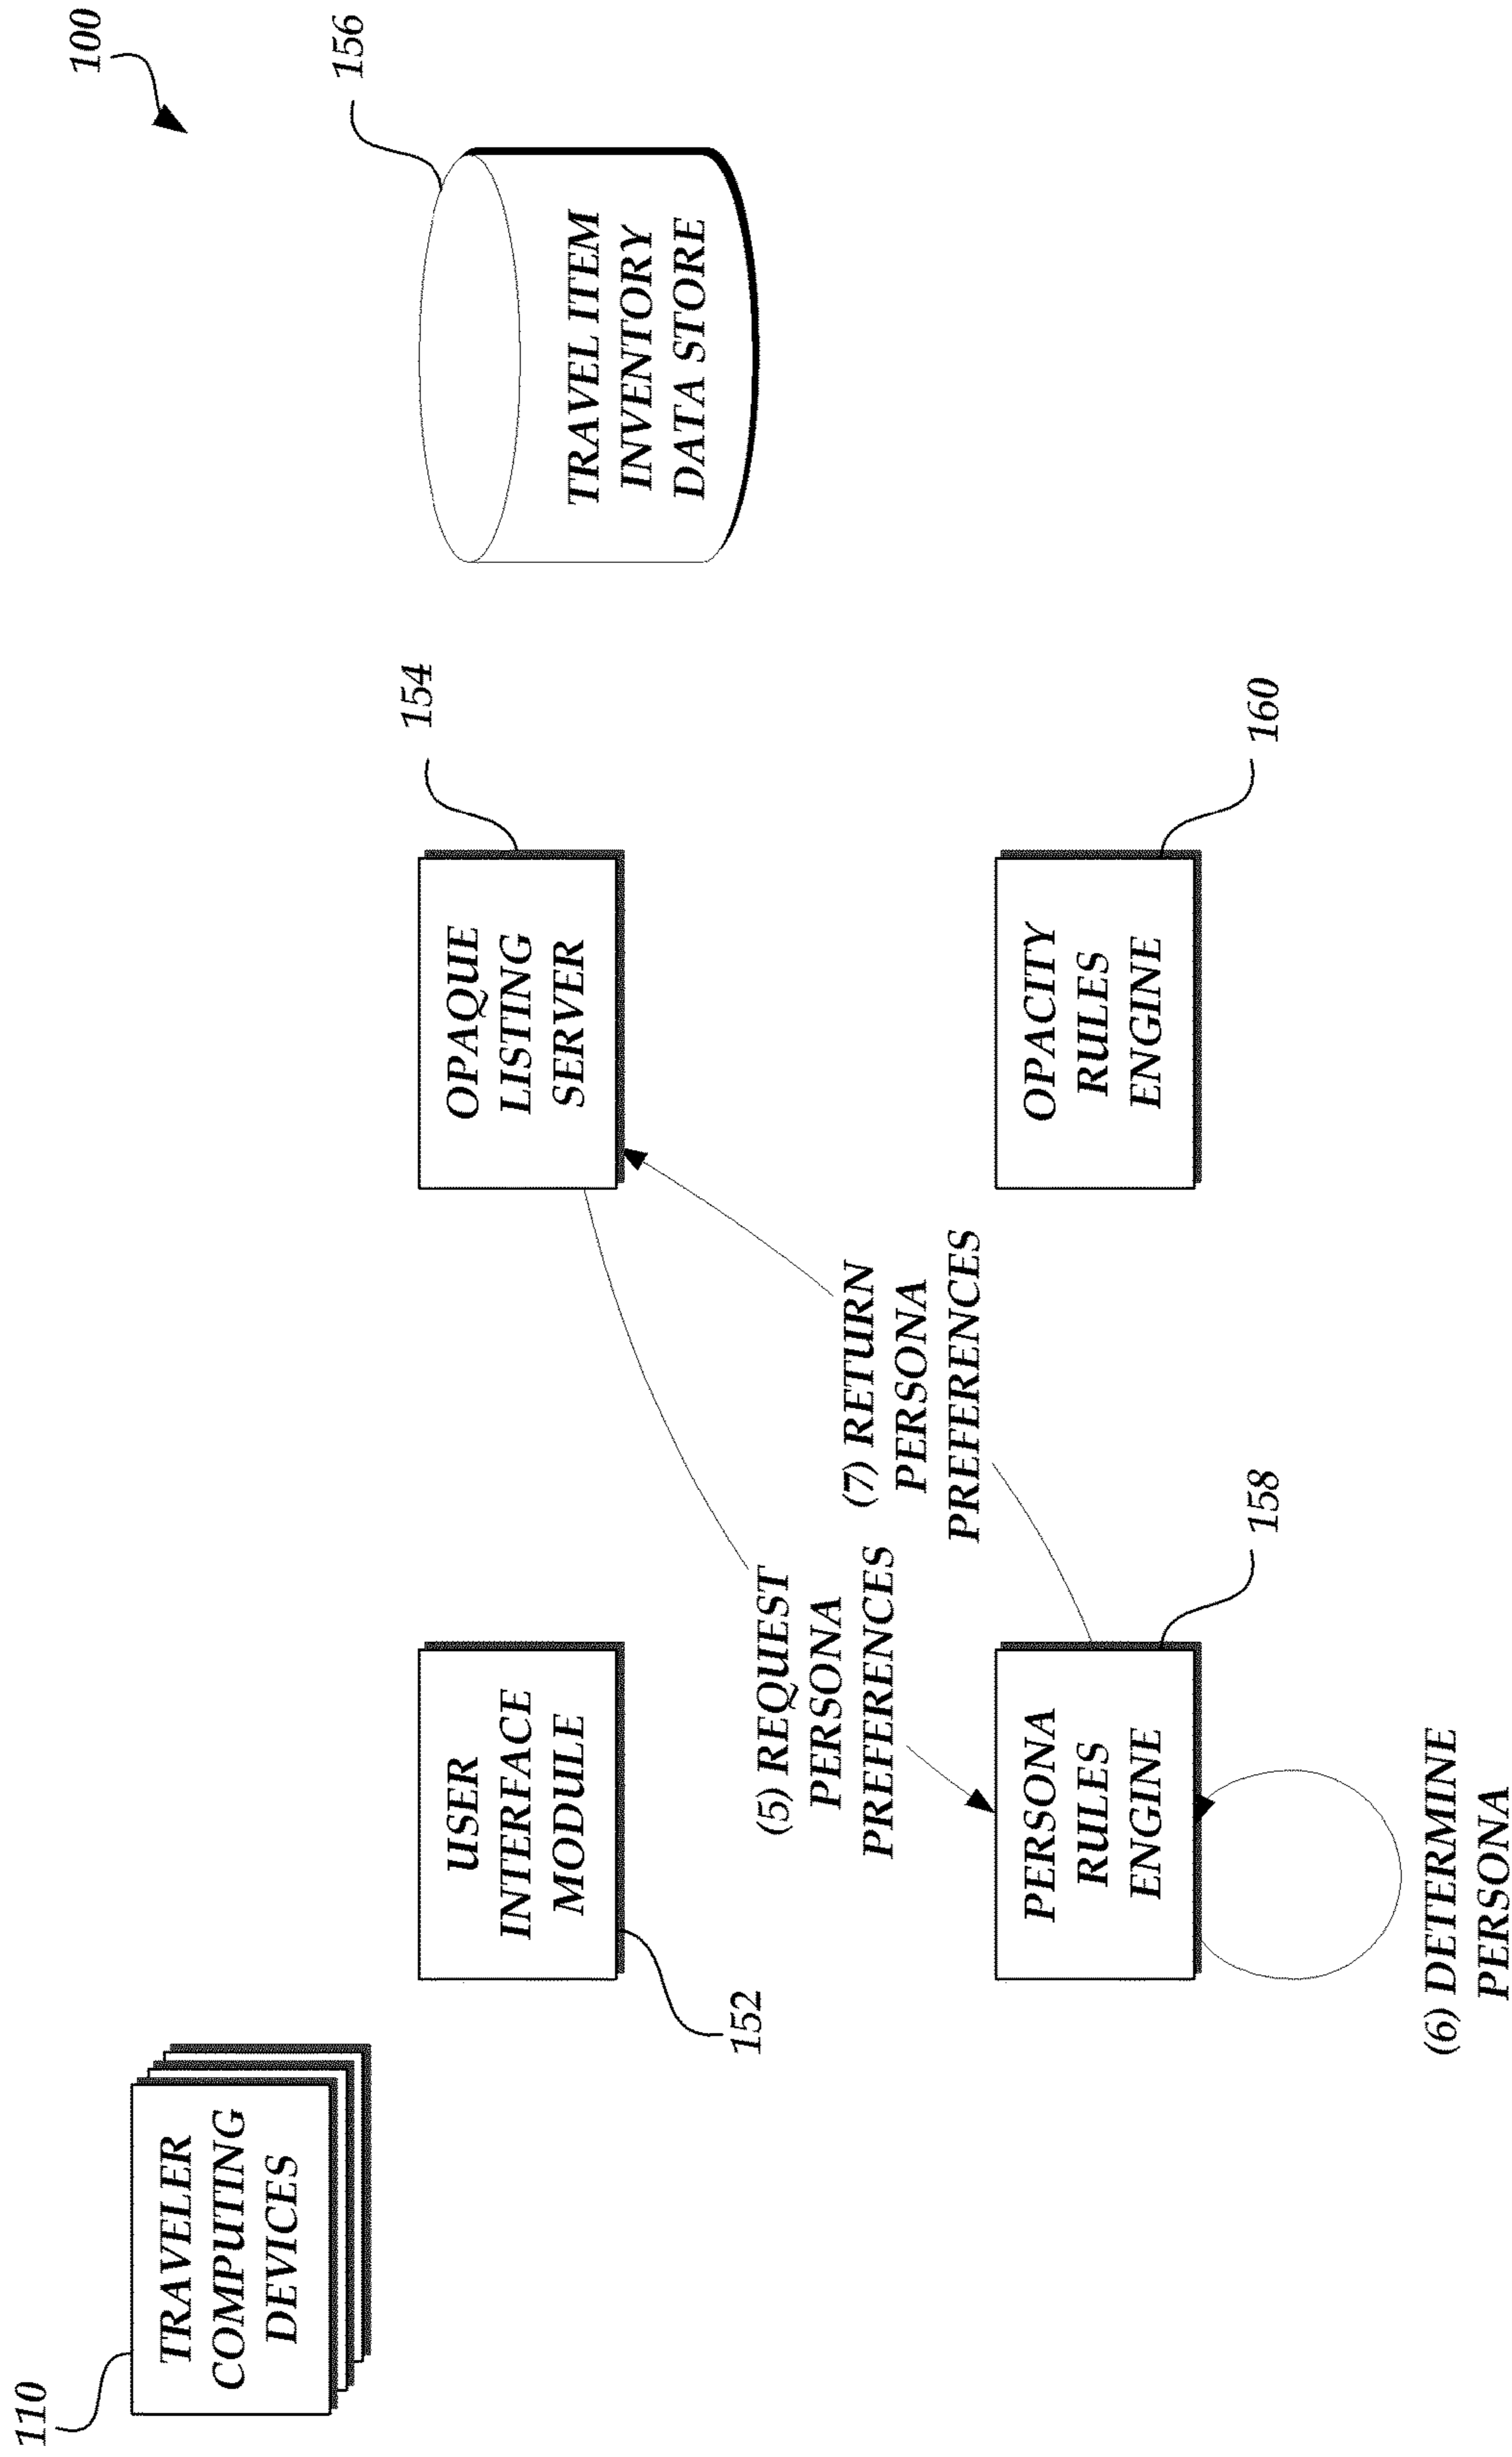 100
110
TRAVELER
COMPUTING
DEVICES
USER
INTERFACE
MODULE
152
OPAQUE
LISTING
SERVER
154
TRAVEL ITEM
INVENTORY
DATA STORE
156
(5) REQUEST
PERSONA
PREFERENCES
(7) RETURN
PERSONA
PREFERENCES
PERSONA
RULES
ENGINE
158
OPACITY
RULES
ENGINE
160
(6) DETERMINE
PERSONA